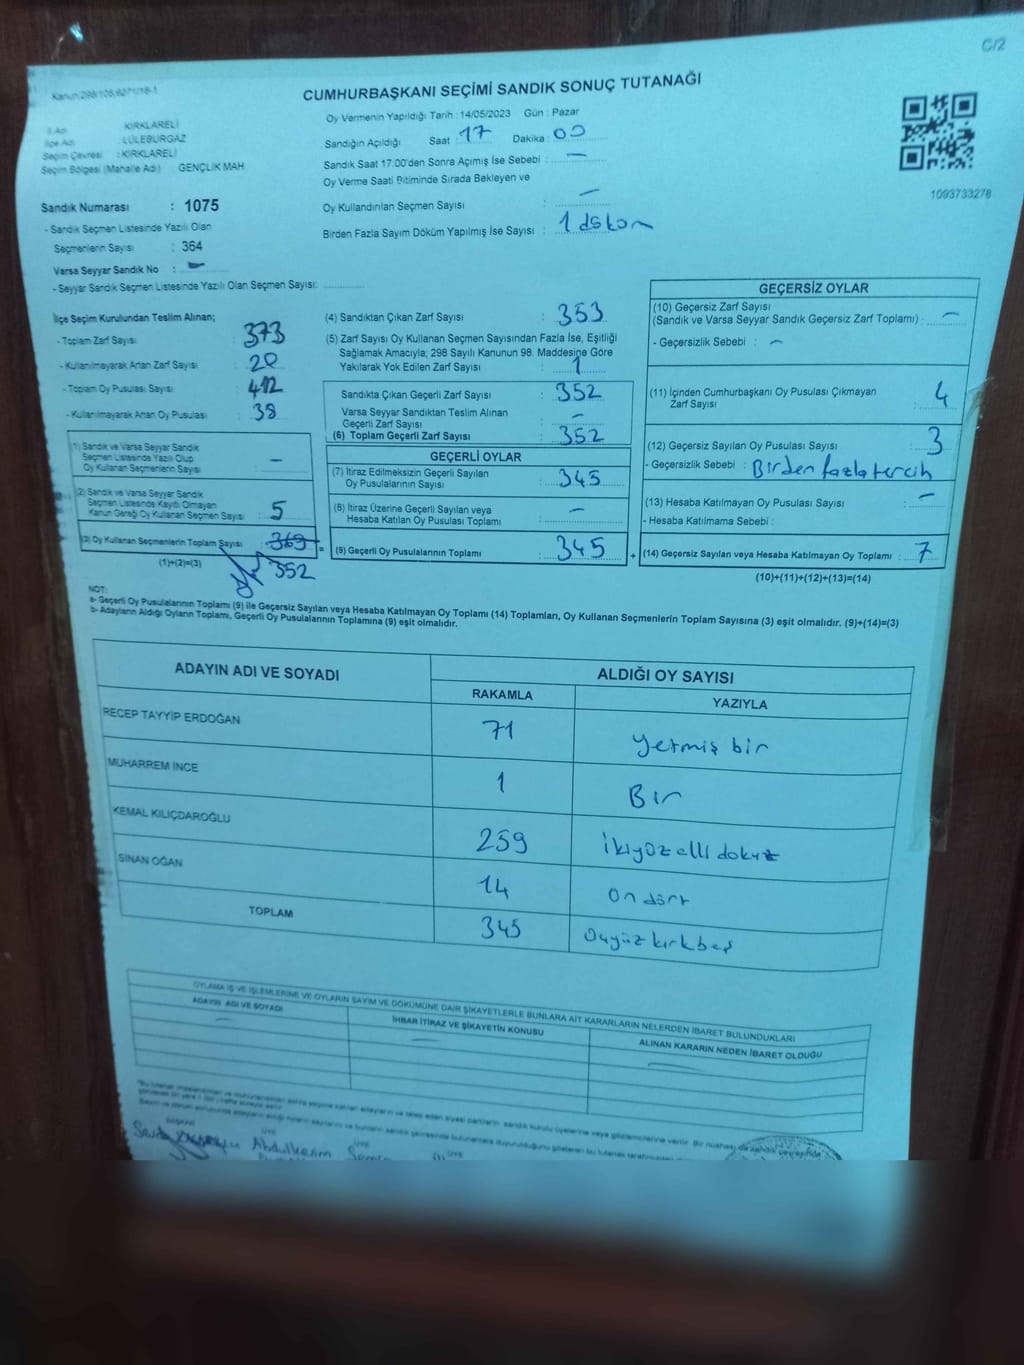 C/2
Kanun:298/105,6271/18-1
CUMHURBAŞKANI SEÇİMİ SANDIK SONUÇ TUTANAĞI
İl Adı KIRKLARELİ
İlçe Adı : LÜLEBURGAZ
Seçim Çevresi : KIRKLARELİ
Seçim Bölgesi (Mahalle Adı) GENÇLİK MAH.
Sandık Numarası : 1075
- Sandık Seçmen Listesinde Yazılı Olan
Seçmenlerin Sayısı : 364
Varsa Seyyar Sandık No : -
- Seyyar Sandık Seçmen Listesinde Yazılı Olan Seçmen Sayısı:
Oy Vermenin Yapıldığı Tarih : 14/05/2023 Gün : Pazar
Sandığın Açıldığı Saat 17 Dakika : 00
Sandık Saat 17:00'den Sonra Açımış İse Sebebi : -
Oy Verme Saati Bitiminde Sırada Bekleyen ve
Oy Kullandırılan Seçmen Sayısı : -
Birden Fazla Sayım Döküm Yapılmış İse Sayısı : 1 döküm
1093733278
İlçe Seçim Kurulundan Teslim Alınan;
- Toplam Zarf Sayısı : 373
- Kullanılmayarak Artan Zarf Sayısı : 20
- Toplam Oy Pusulası Sayısı : 412
- Kullanılmayarak Artan Oy Pusulası : 38
(1) Sandık ve Varsa Seyyar Sandık
Seçmen Listesinde Yazılı Olup
Oy Kullanan Seçmenlerin Sayısı : -
(2) Sandık ve Varsa Seyyar Sandık
Seçmen Listesinde Kaydı Olmayan
Kanun Gereği Oy Kullanan Seçmen Sayısı : 5
(3) Oy Kullanan Seçmenlerin Toplam Sayısı 369
(1)+(2)=(3) 352
(4) Sandıktan Çıkan Zarf Sayısı : 353
(5) Zarf Sayısı Oy Kullanan Seçmen Sayısından Fazla İse, Eşitliği
Sağlamak Amacıyla; 298 Sayılı Kanunun 98. Maddesine Göre
Yakılarak Yok Edilen Zarf Sayısı : 1
Sandıkta Çıkan Geçerli Zarf Sayısı : 352
Varsa Seyyar Sandıktan Teslim Alınan
Geçerli Zarf Sayısı : -
(6) Toplam Geçerli Zarf Sayısı : 352
GEÇERLİ OYLAR
(7) İtiraz Edilmeksizin Geçerli Sayılan
Oy Pusulalarının Sayısı : 345
(8) İtiraz Üzerine Geçerli Sayılan veya
Hesaba Katılan Oy Pusulası Toplamı : -
= (9) Geçerli Oy Pusulalarının Toplamı : 345
GEÇERSİZ OYLAR
(10) Geçersiz Zarf Sayısı
(Sandık ve Varsa Seyyar Sandık Geçersiz Zarf Toplamı) : -
- Geçersizlik Sebebi : -
(11) İçinden Cumhurbaşkanı Oy Pusulası Çıkmayan
Zarf Sayısı : 4
(12) Geçersiz Sayılan Oy Pusulası Sayısı : 3
- Geçersizlik Sebebi : Birden fazla tercih
(13) Hesaba Katılmayan Oy Pusulası Sayısı : -
- Hesaba Katılmama Sebebi :
+ (14) Geçersiz Sayılan veya Hesaba Katılmayan Oy Toplamı : 7
(10)+(11)+(12)+(13)=(14)
NOT:
a- Geçerli Oy Pusulalarının Toplamı (9) ile Geçersiz Sayılan veya Hesaba Katılmayan Oy Toplamı (14) Toplamları, Oy Kullanan Seçmenlerin Toplam Sayısına (3) eşit olmalıdır. (9)+(14)=(3)
b- Adayların Aldığı Oyların Toplamı, Geçerli Oy Pusulalarının Toplamına (9) eşit olmalıdır.
ADAYIN ADI VE SOYADI ALDIĞI OY SAYISI
RAKAMLA YAZIYLA
RECEP TAYYİP ERDOĞAN 71 yetmiş bir
MUHARREM İNCE 1 Bir
KEMAL KILIÇDAROĞLU 259 ikiyüz elli dokuz
SİNAN OĞAN 14 on dört
TOPLAM 345 Üçyüz kırkbeş
OYLAMA İŞ VE İŞLEMLERİNE VE OYLARIN SAYIM VE DÖKÜMÜNE DAİR ŞİKAYETLERLE BUNLARA AİT KARARLARIN NELERDEN İBARET BULUNDUKLARI
ADAYIN ADI VE SOYADI İHBAR İTİRAZ VE ŞİKAYETİN KONUSU ALINAN KARARIN NEDEN İBARET OLDUĞU
BAŞKAN ÜYE ÜYE ÜYE
Abdulkerim